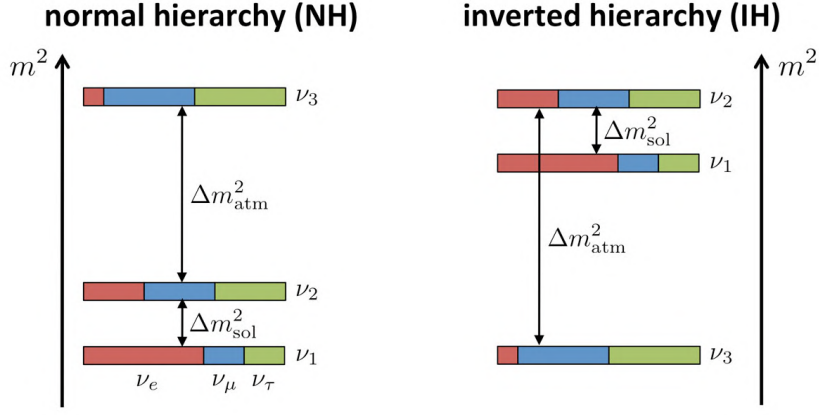 normal hierarchy (NH)
m²
ν₃
Δm²atm
ν₂
Δm²sol
ν₁
νe νμ ντ
inverted hierarchy (IH)
m²
ν₂
Δm²sol
ν₁
Δm²atm
ν₃